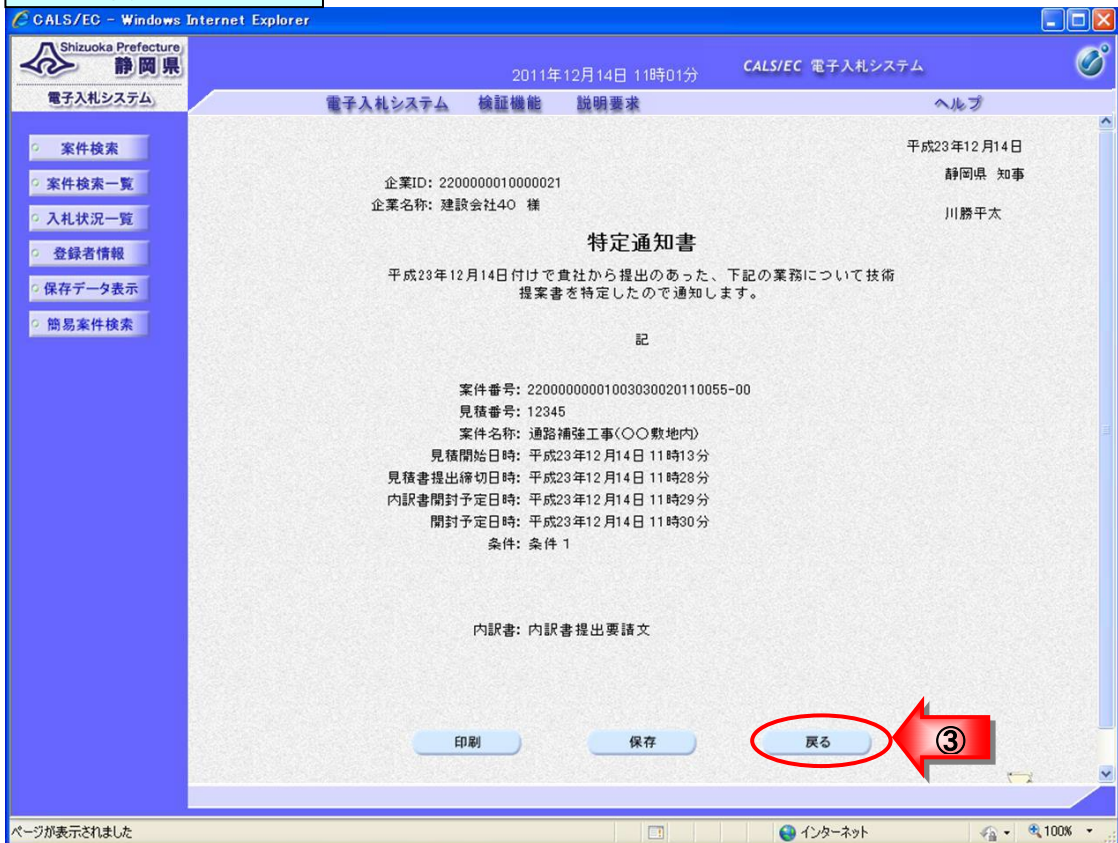 CALS/EC - Windows Internet Explorer
Shizuoka Prefecture
静岡県
電子入札システム
2011年12月14日 11時01分
CALS/EC 電子入札システム
電子入札システム 検証機能 説明要求 ヘルプ
案件検索
案件検索一覧
入札状況一覧
登録者情報
保存データ表示
簡易案件検索
平成23年12月14日
静岡県 知事
企業ID: 2200000010000021
企業名称: 建設会社40 様
川勝平太
特定通知書
平成23年12月14日付けで貴社から提出のあった、下記の業務について技術
提案書を特定したので通知します。
記
案件番号: 22000000001003030020110055-00
見積番号: 12345
案件名称: 通路補強工事(○○敷地内)
見積開始日時: 平成23年12月14日 11時13分
見積書提出締切日時: 平成23年12月14日 11時28分
内訳書開封予定日時: 平成23年12月14日 11時29分
開封予定日時: 平成23年12月14日 11時30分
条件: 条件 1
内訳書: 内訳書提出要請文
印刷 保存 戻る ③
ページが表示されました インターネット 100%